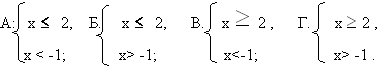 А: { x ≤ 2, Б. { x ≤ 2, В. { x ≥ 2 , Г. { x ≥ 2 ,
x < -1; x> -1; x<-1; x> -1 .